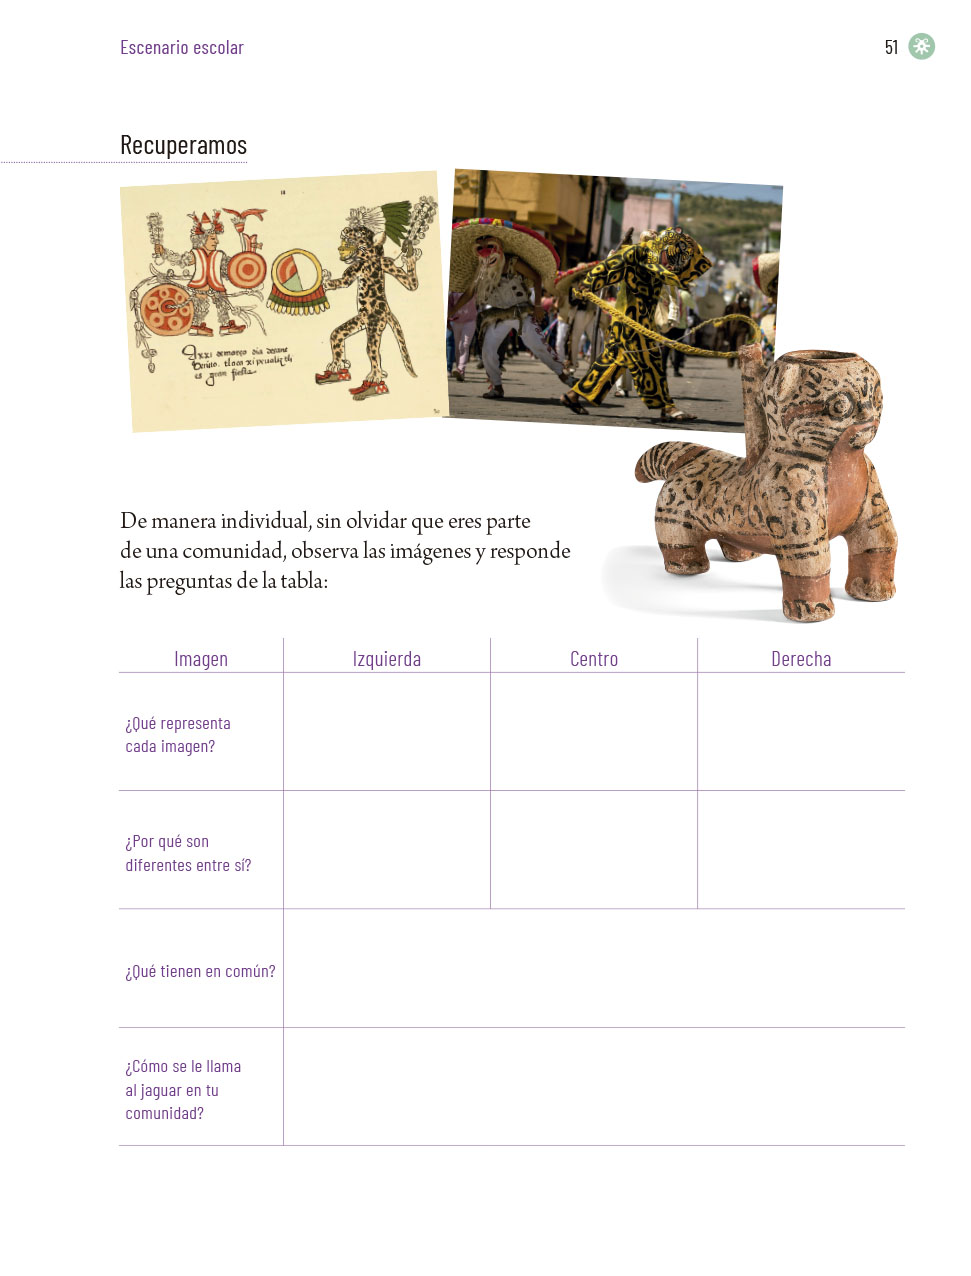 Escenario escolar
51
Recuperamos
18
De manera individual, sin olvidar que eres parte
de una comunidad, observa las imágenes y responde
las preguntas de la tabla:
Imagen
Izquierda
Centro
Derecha
¿Qué representa
cada imagen?
¿Por qué son
diferentes entre sí?
¿Qué tienen en común?
¿Cómo se le llama
al jaguar en tu
comunidad?